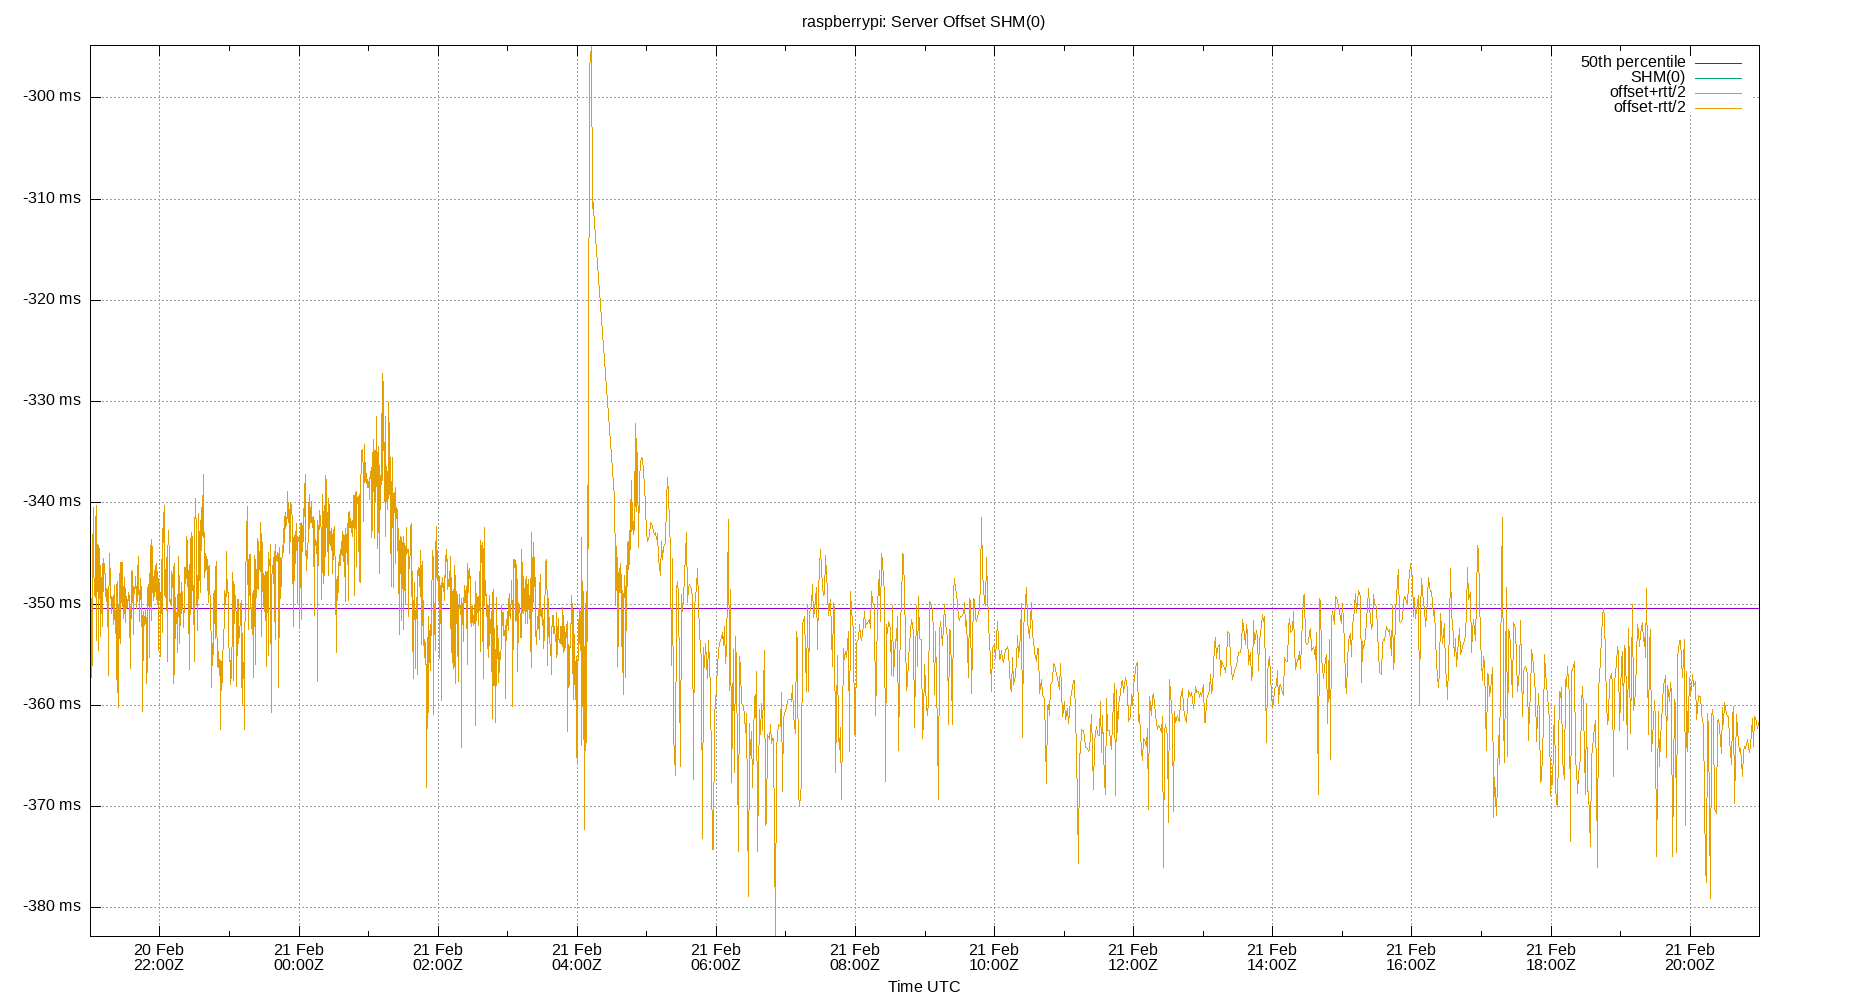 raspberrypi: Server Offset SHM(0)
50th percentile
SHM(0)
offset+rtt/2
offset-rtt/2
-300 ms
-310 ms
-320 ms
-330 ms
-340 ms
-350 ms
-360 ms
-370 ms
-380 ms
20 Feb 21 Feb 21 Feb 21 Feb 21 Feb 21 Feb 21 Feb 21 Feb 21 Feb 21 Feb 21 Feb 21 Feb
22:00Z 00:00Z 02:00Z 04:00Z 06:00Z 08:00Z 10:00Z 12:00Z 14:00Z 16:00Z 18:00Z 20:00Z
Time UTC